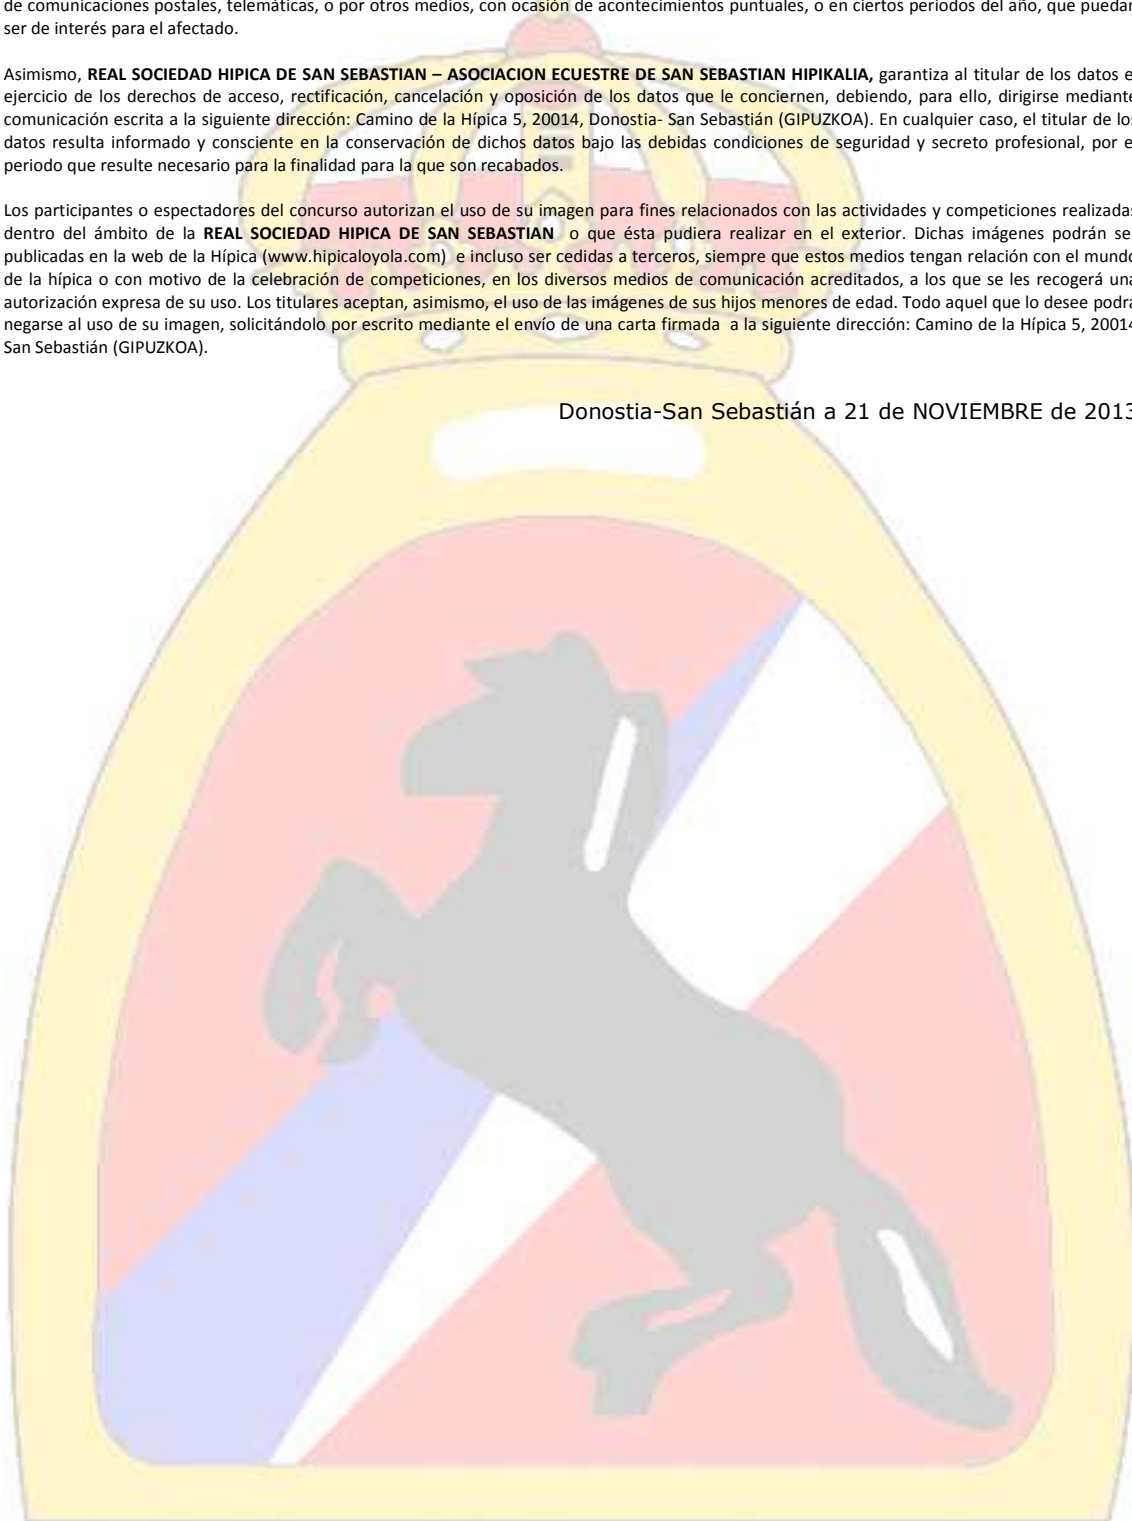 de comunicaciones postales, telemáticas, o por otros medios, con ocasión de acontecimientos puntuales, o en ciertos periodos del año, que puedan
ser de interés para el afectado.
Asimismo, REAL SOCIEDAD HIPICA DE SAN SEBASTIAN – ASOCIACION ECUESTRE DE SAN SEBASTIAN HIPIKALIA, garantiza al titular de los datos e
ejercicio de los derechos de acceso, rectificación, cancelación y oposición de los datos que le conciernen, debiendo, para ello, dirigirse mediante
comunicación escrita a la siguiente dirección: Camino de la Hípica 5, 20014, Donostia- San Sebastián (GIPUZKOA). En cualquier caso, el titular de los
datos resulta informado y consciente en la conservación de dichos datos bajo las debidas condiciones de seguridad y secreto profesional, por e
periodo que resulte necesario para la finalidad para la que son recabados.
Los participantes o espectadores del concurso autorizan el uso de su imagen para fines relacionados con las actividades y competiciones realizadas
dentro del ámbito de la REAL SOCIEDAD HIPICA DE SAN SEBASTIAN o que ésta pudiera realizar en el exterior. Dichas imágenes podrán se
publicadas en la web de la Hípica (www.hipicaloyola.com) e incluso ser cedidas a terceros, siempre que estos medios tengan relación con el mundo
de la hípica o con motivo de la celebración de competiciones, en los diversos medios de comunicación acreditados, a los que se les recogerá una
autorización expresa de su uso. Los titulares aceptan, asimismo, el uso de las imágenes de sus hijos menores de edad. Todo aquel que lo desee podrá
negarse al uso de su imagen, solicitándolo por escrito mediante el envío de una carta firmada a la siguiente dirección: Camino de la Hípica 5, 20014
San Sebastián (GIPUZKOA).
Donostia-San Sebastián a 21 de NOVIEMBRE de 2013